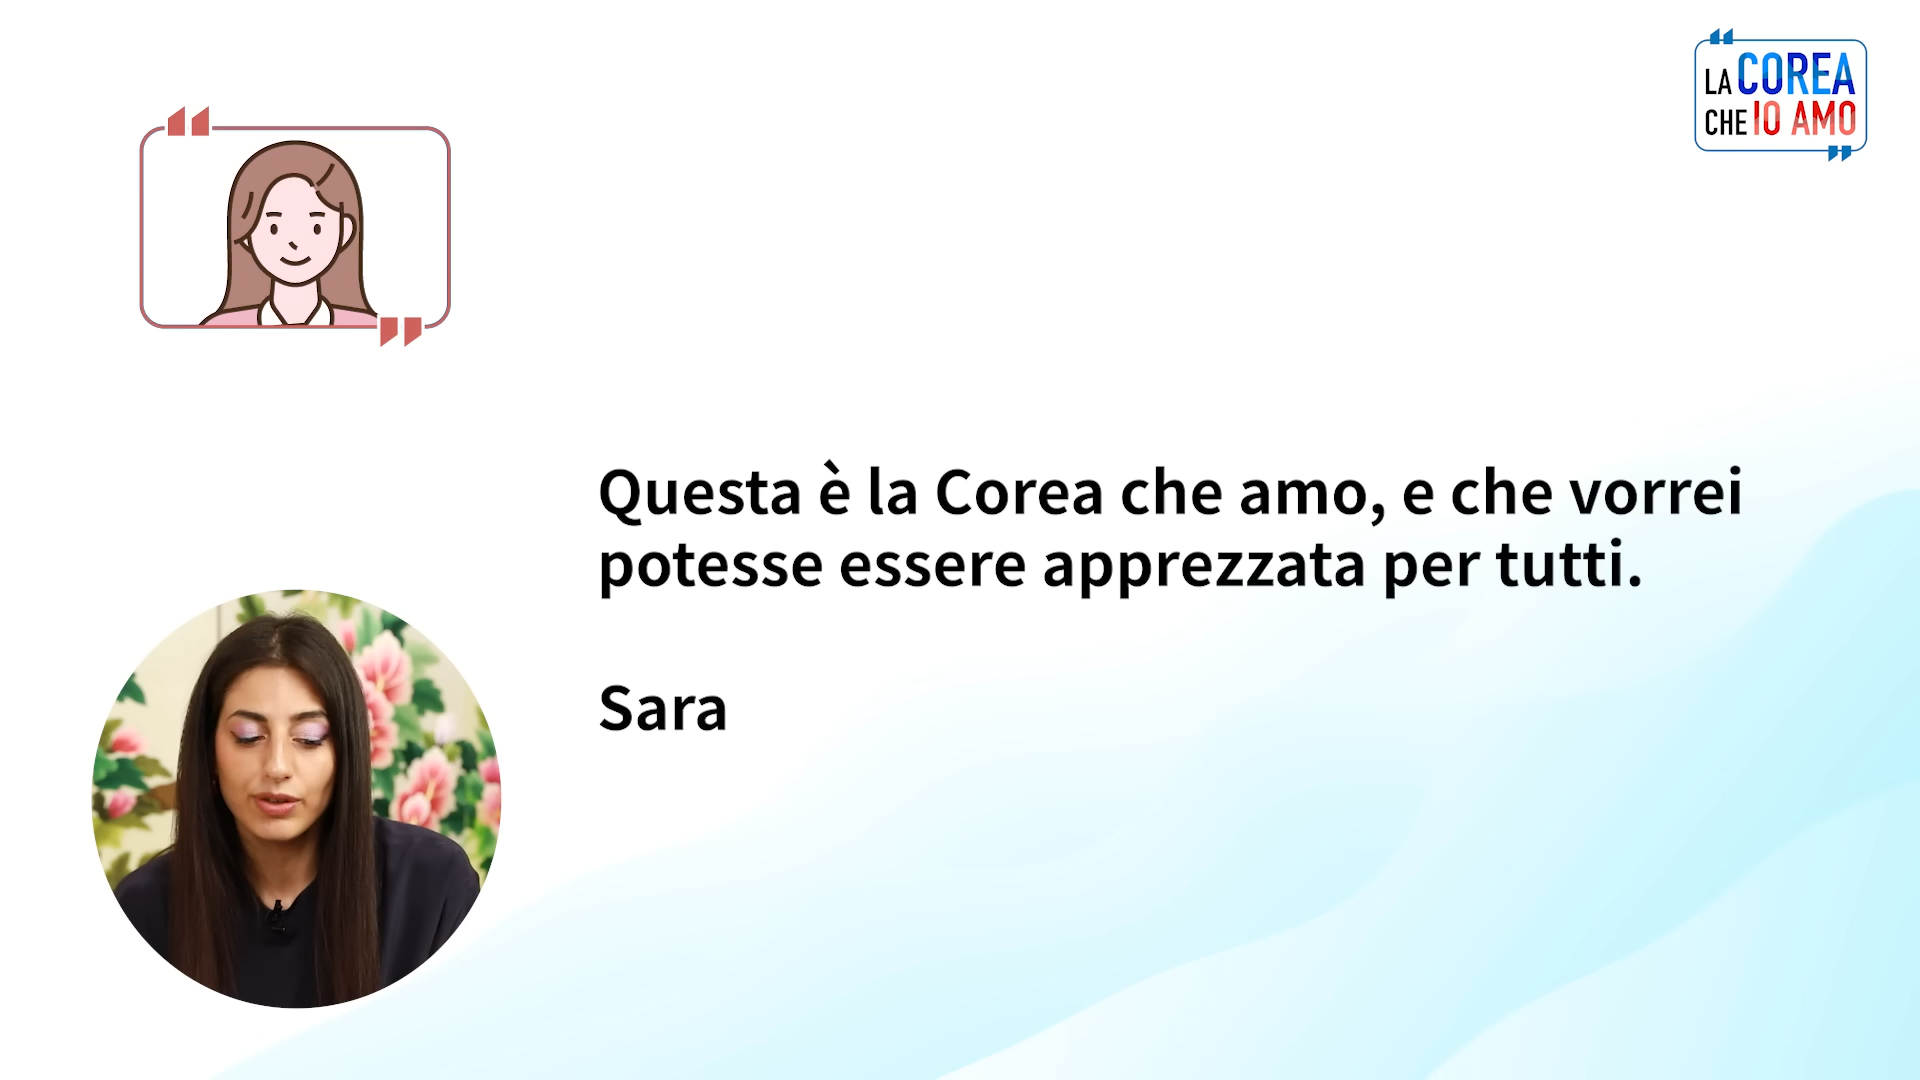 LA COREA
CHE IO AMO
Questa è la Corea che amo, e che vorrei
potesse essere apprezzata per tutti.
Sara